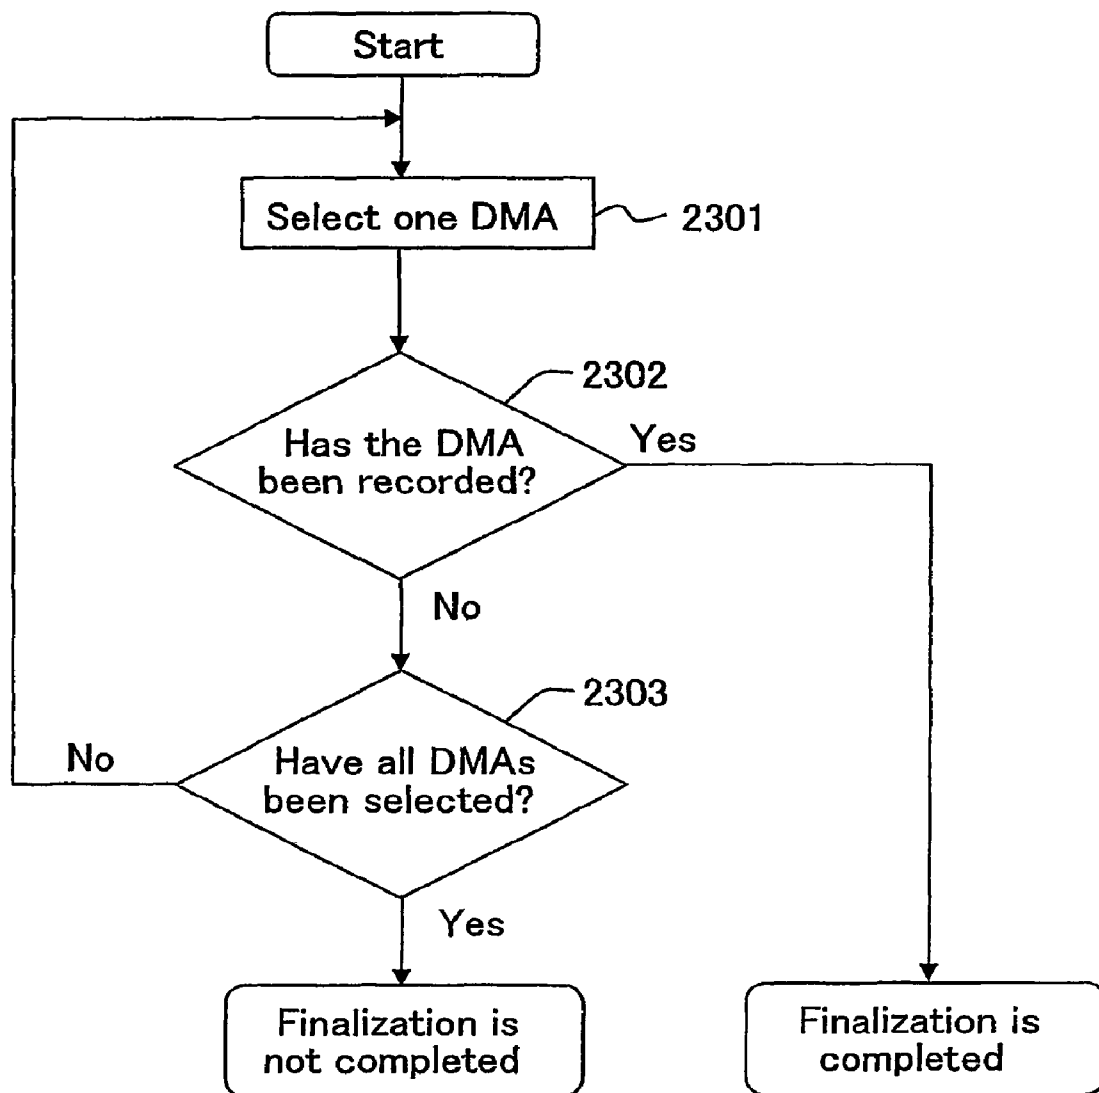 Start
Select one DMA
2301
2302
Has the DMA
been recorded?
Yes
No
2303
Have all DMAs
been selected?
No
Yes
Finalization is
not completed
Finalization is
completed